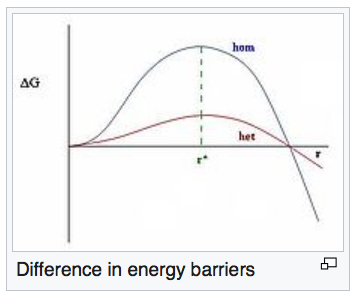 hom
ΔG
het
r
r*
Difference in energy barriers